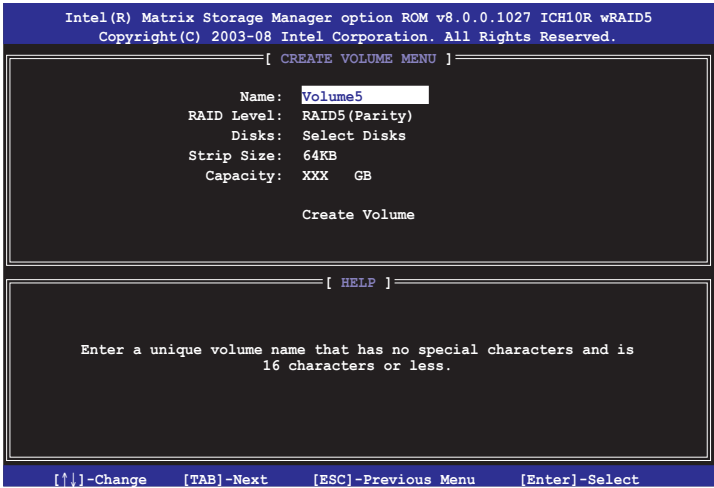 Intel(R) Matrix Storage Manager option ROM v8.0.0.1027 ICH10R wRAID5
Copyright(C) 2003-08 Intel Corporation. All Rights Reserved.
[ CREATE VOLUME MENU ]
Name: Volume5
RAID Level: RAID5(Parity)
Disks: Select Disks
Strip Size: 64KB
Capacity: XXX GB
Create Volume
[ HELP ]
Enter a unique volume name that has no special characters and is
16 characters or less.
[↑↓]-Change [TAB]-Next [ESC]-Previous Menu [Enter]-Select